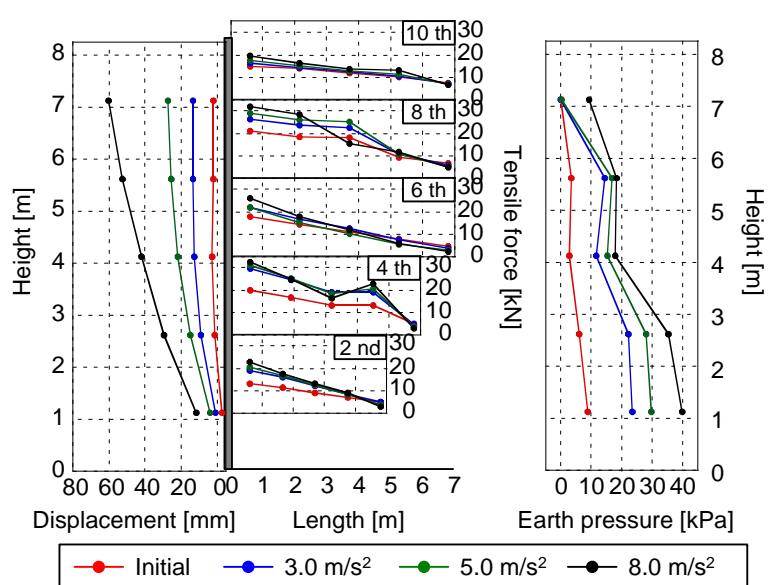 8
7
6
5
4
3
2
1
0
Height [m]
80 60 40 20 0
Displacement [mm]
10 th
30
20
10
0
8 th
30
20
10
0
6 th
30
20
10
0
4 th
30
20
10
0
2 nd
30
20
10
0
Tensile force [kN]
0 1 2 3 4 5 6 7
Length [m]
8
7
6
5
4
3
2
1
0
Height [m]
0 10 20 30 40
Earth pressure [kPa]
Initial 3.0 m/s² 5.0 m/s² 8.0 m/s²